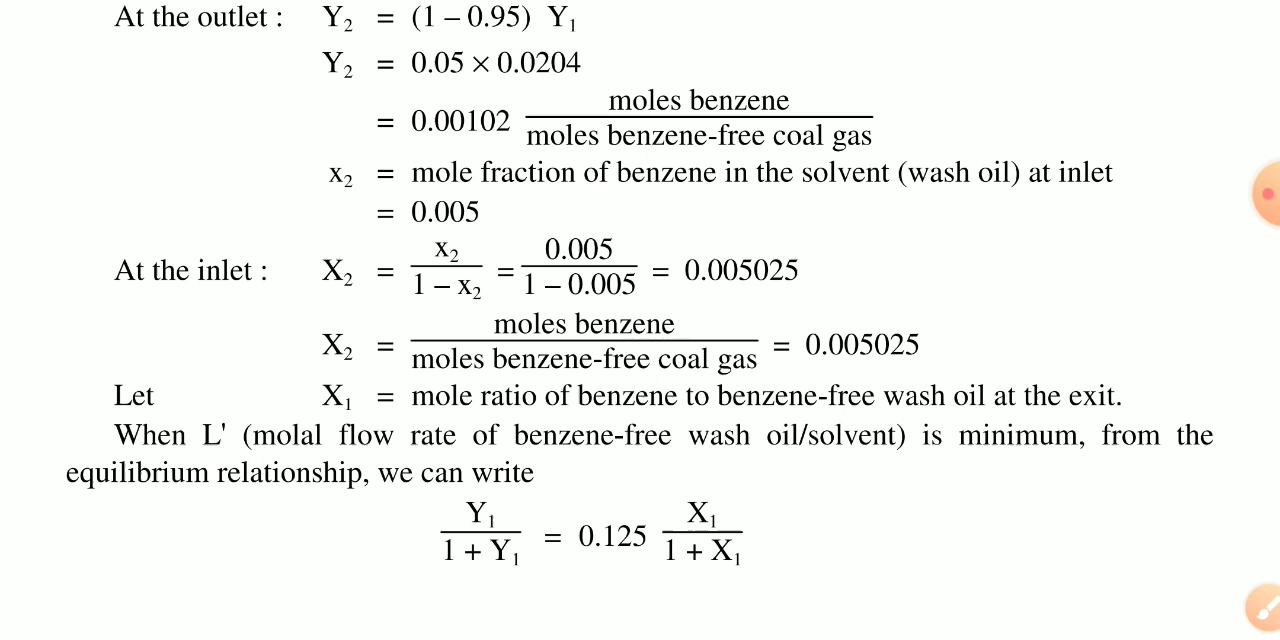 At the outlet : Y₂ = (1 – 0.95) Y₁
Y₂ = 0.05 × 0.0204
= 0.00102 moles benzene / moles benzene-free coal gas
x₂ = mole fraction of benzene in the solvent (wash oil) at inlet
= 0.005
At the inlet : X₂ = x₂ / 1 – x₂ = 0.005 / 1 – 0.005 = 0.005025
X₂ = moles benzene / moles benzene-free coal gas = 0.005025
Let X₁ = mole ratio of benzene to benzene-free wash oil at the exit.
When L' (molal flow rate of benzene-free wash oil/solvent) is minimum, from the
equilibrium relationship, we can write
Y₁ / 1 + Y₁ = 0.125 X₁ / 1 + X₁